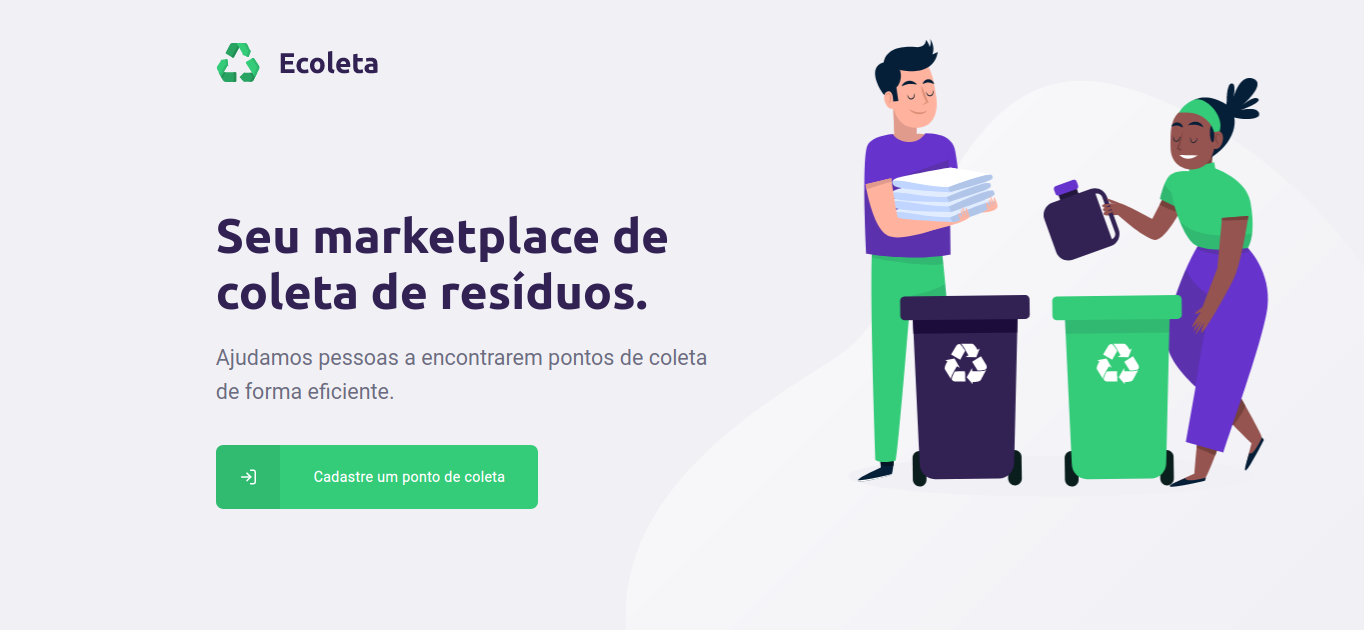 Ecoleta
Seu marketplace de
coleta de resíduos.
Ajudamos pessoas a encontrarem pontos de coleta
de forma eficiente.
Cadastre um ponto de coleta